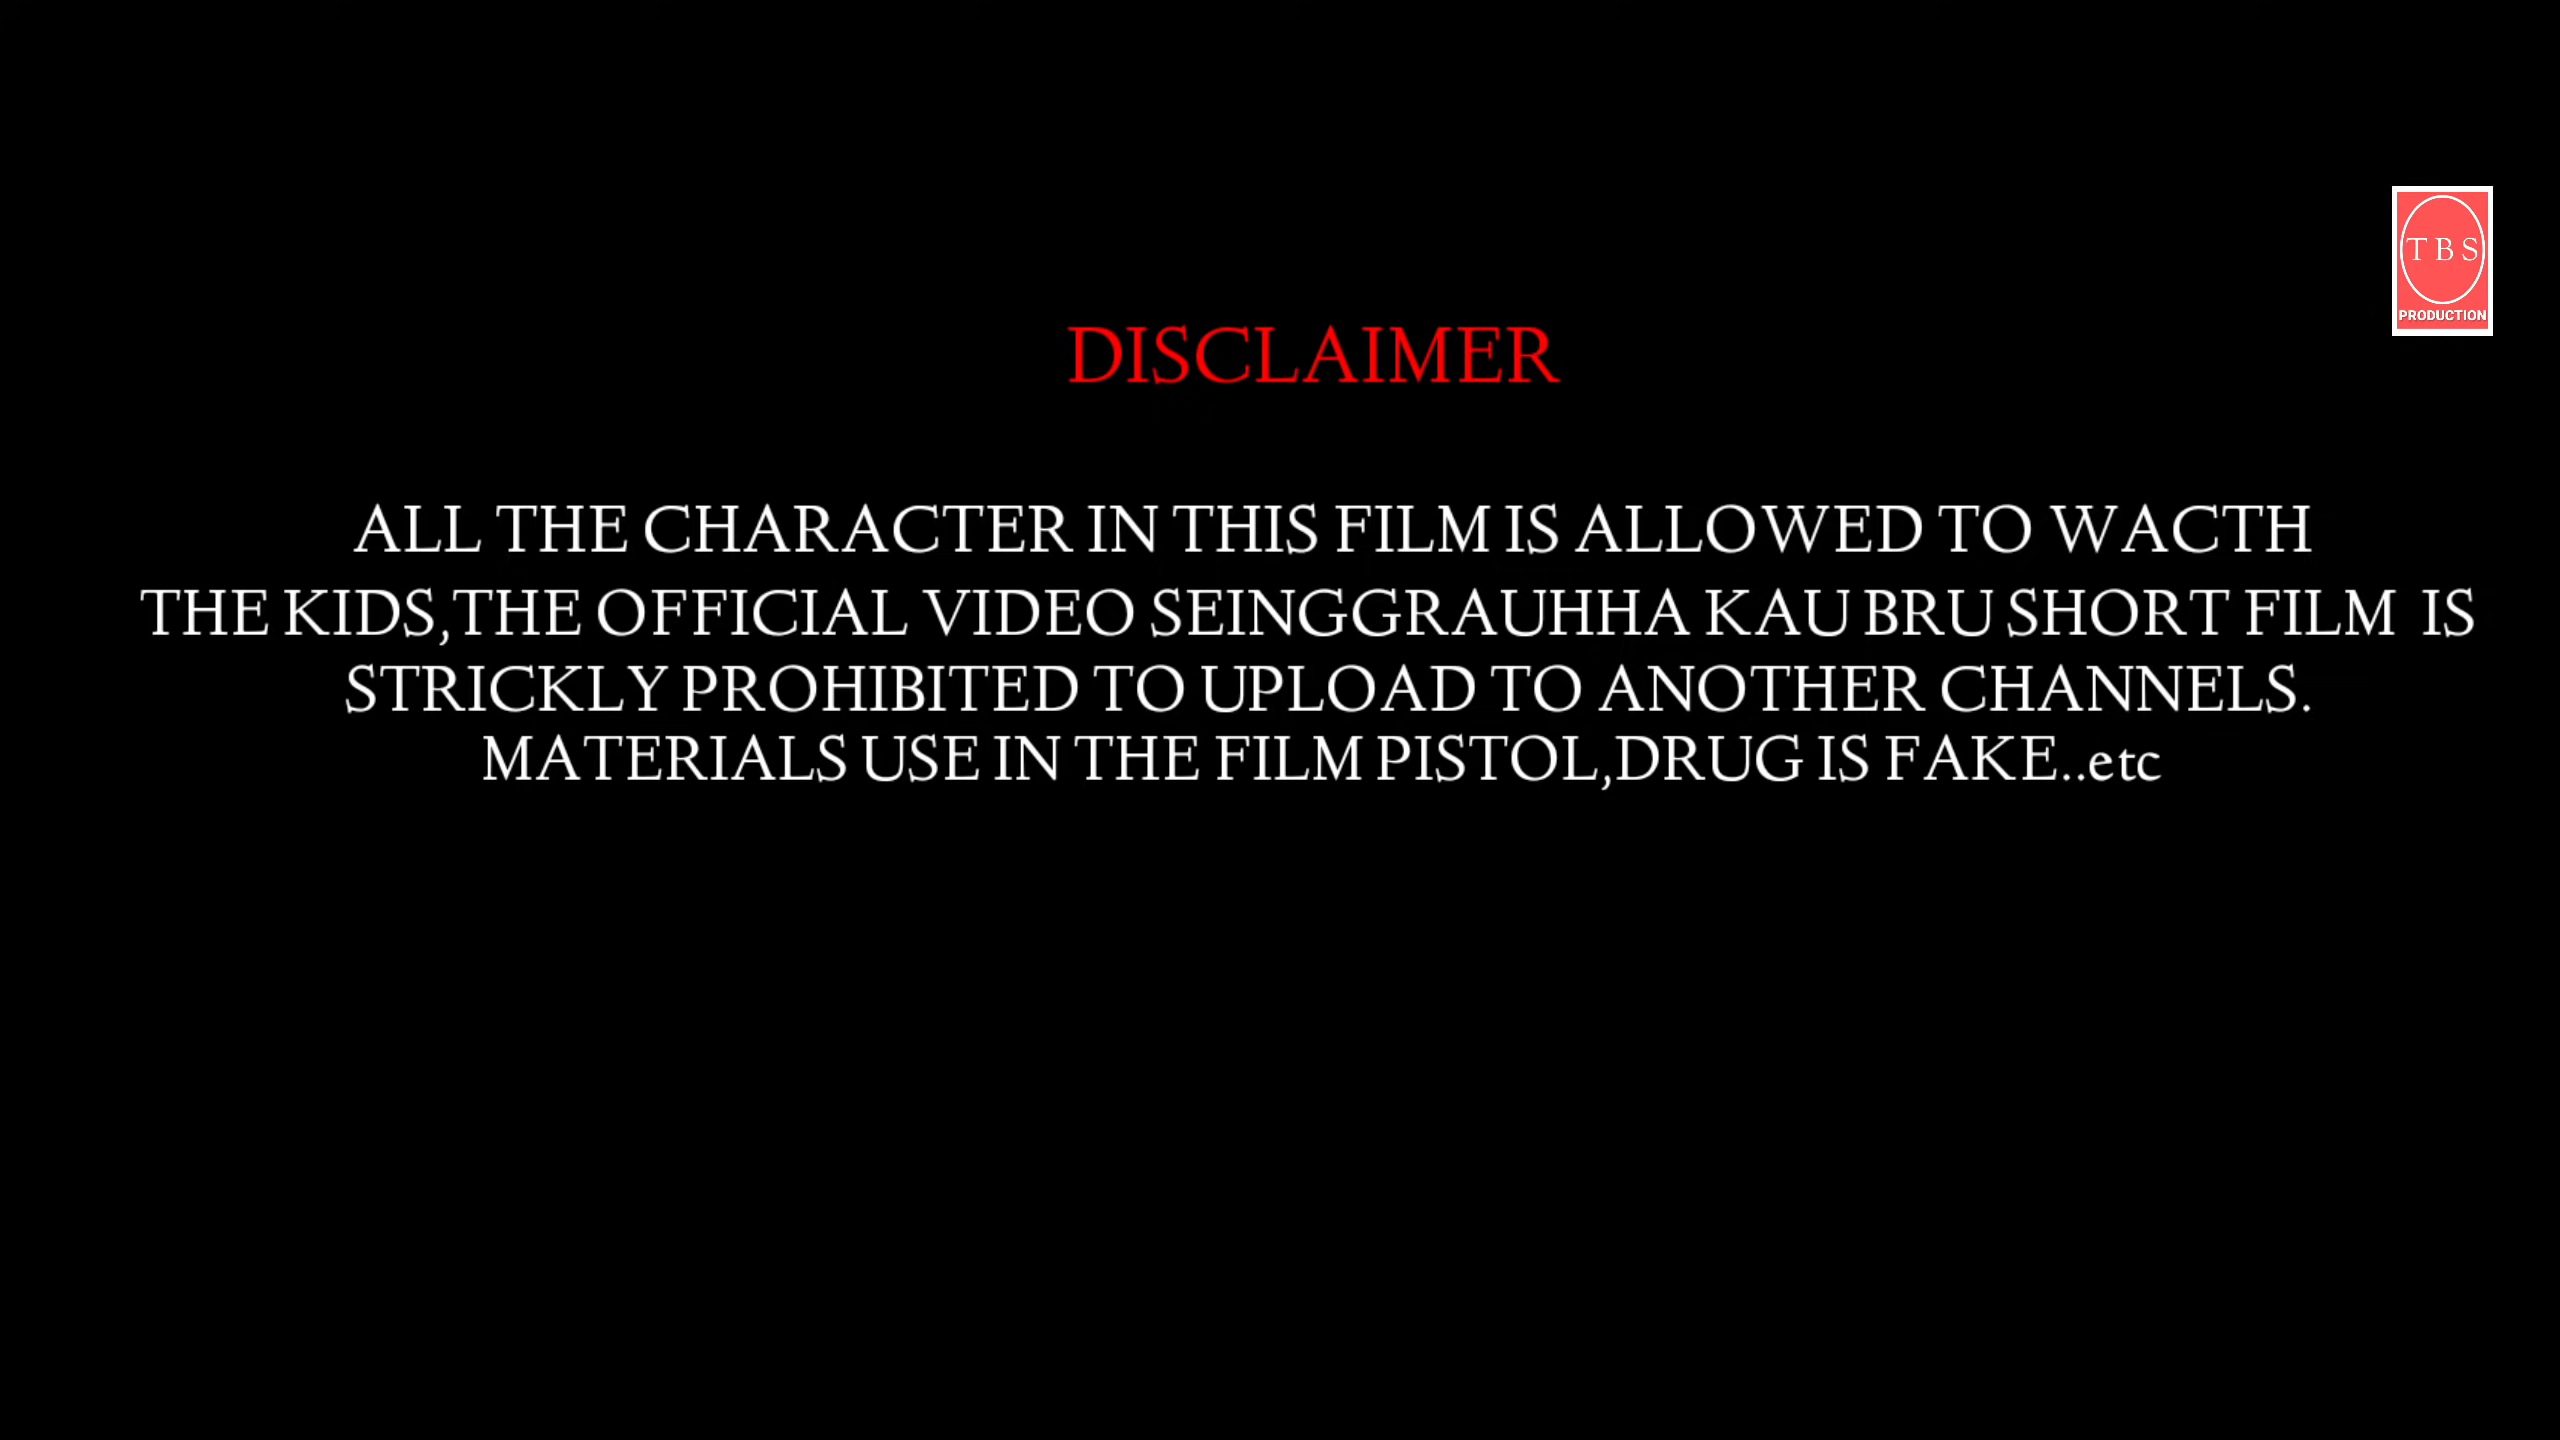 T B S
PRODUCTION
DISCLAIMER
ALL THE CHARACTER IN THIS FILM IS ALLOWED TO WACTH
THE KIDS,THE OFFICIAL VIDEO SEINGGRAUHHA KAU BRU SHORT FILM IS
STRICKLY PROHIBITED TO UPLOAD TO ANOTHER CHANNELS.
MATERIALS USE IN THE FILM PISTOL,DRUG IS FAKE..etc